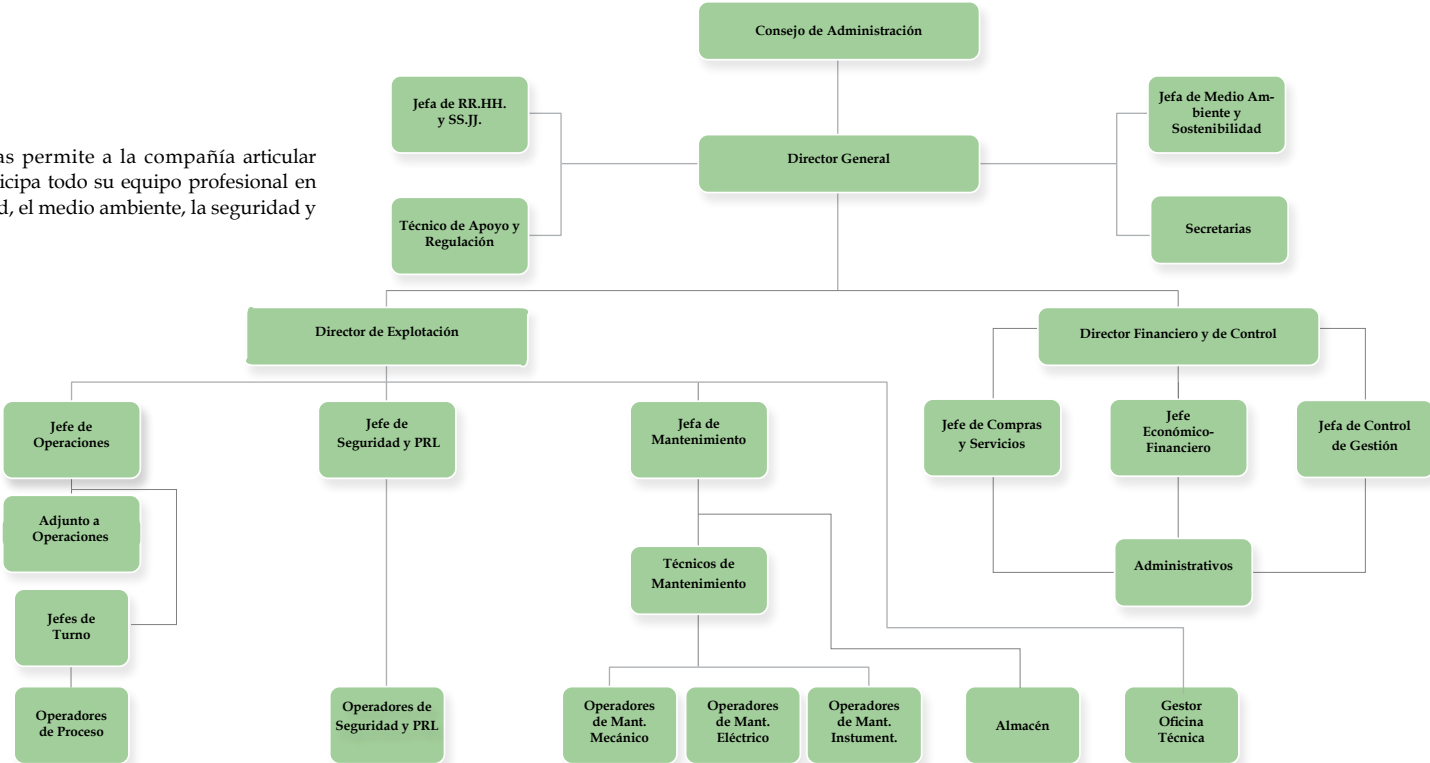 Consejo de Administración
Jefa de RR.HH.
y SS.JJ.
Jefa de Medio Am-
biente y
Sostenibilidad
as permite a la compañía articular
icipa todo su equipo profesional en
d, el medio ambiente, la seguridad y
Director General
Técnico de Apoyo y
Regulación
Secretarias
Director de Explotación
Director Financiero y de Control
Jefe de
Operaciones
Jefe de
Seguridad y PRL
Jefa de
Mantenimiento
Jefe de Compras
y Servicios
Jefe
Económico-
Financiero
Jefa de Control
de Gestión
Adjunto a
Operaciones
Técnicos de
Mantenimiento
Administrativos
Jefes de
Turno
Operadores
de Proceso
Operadores de
Seguridad y PRL
Operadores
de Mant.
Mecánico
Operadores
de Mant.
Eléctrico
Operadores
de Mant.
Instument.
Almacén
Gestor
Oficina
Técnica